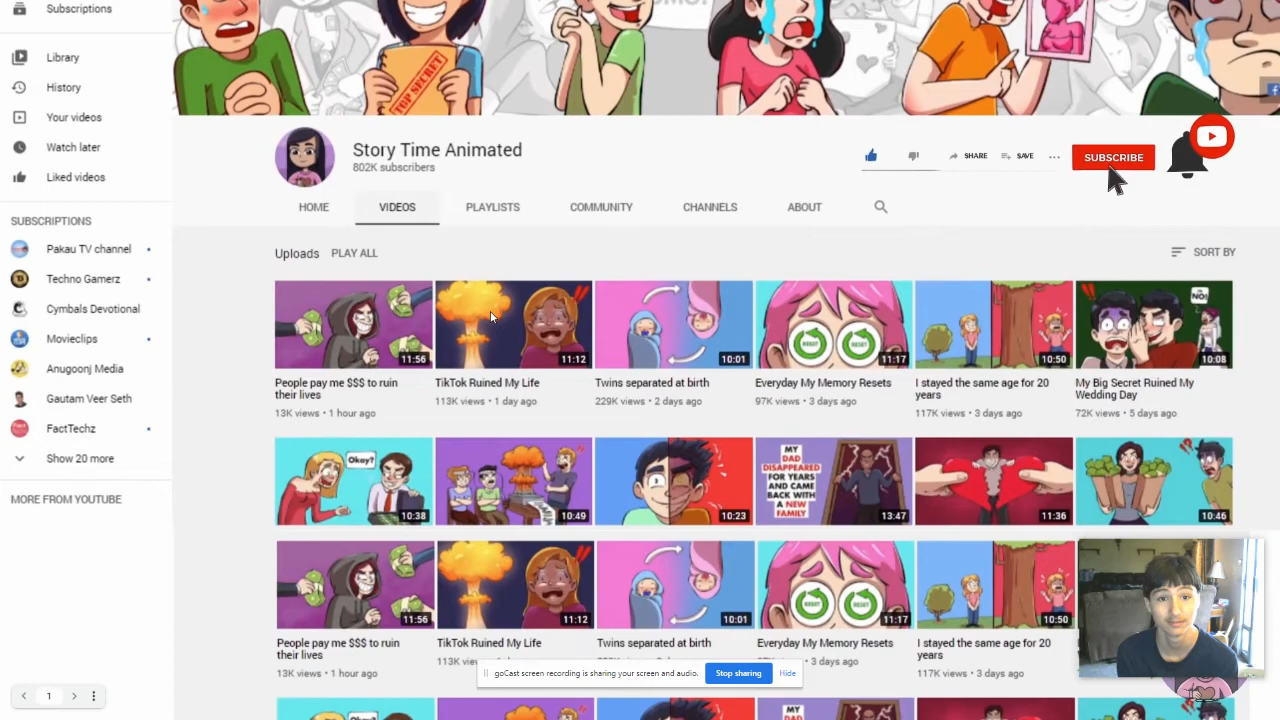 Subscriptions
Library
History
Your videos
Watch later
Liked videos
SUBSCRIPTIONS
Pakau TV channel
Techno Gamerz
Cymbals Devotional
Movieclips
Anugoonj Media
Gautam Veer Seth
FactTechz
Show 20 more
MORE FROM YOUTUBE
1
TOP SECRET
Story Time Animated
802K subscribers
SHARE SAVE
SUBSCRIBE
HOME VIDEOS PLAYLISTS COMMUNITY CHANNELS ABOUT
Uploads PLAY ALL SORT BY
RESET RESET NO!
11:56 11:12 10:01 11:17 10:50 10:08
People pay me $$$ to ruin their lives
13K views • 1 hour ago
TikTok Ruined My Life
113K views • 1 day ago
Twins separated at birth
229K views • 2 days ago
Everyday My Memory Resets
97K views • 3 days ago
I stayed the same age for 20 years
117K views • 3 days ago
My Big Secret Ruined My Wedding Day
72K views • 5 days ago
Okay?
MY DAD DISAPPEARED FOR YEARS AND CAME BACK WITH A NEW FAMILY
10:38 10:49 10:23 13:47 11:36 10:46
RESET RESET
11:56 11:12 10:01 11:17 10:50
People pay me $$$ to ruin their lives
13K views • 1 hour ago
TikTok Ruined My Life
113K
Twins separated at birth
Everyday My Memory Resets
3 days ago
I stayed the same age for 20 years
117K views • 3 days ago
goCast screen recording is sharing your screen and audio. Stop sharing Hide
Okay?